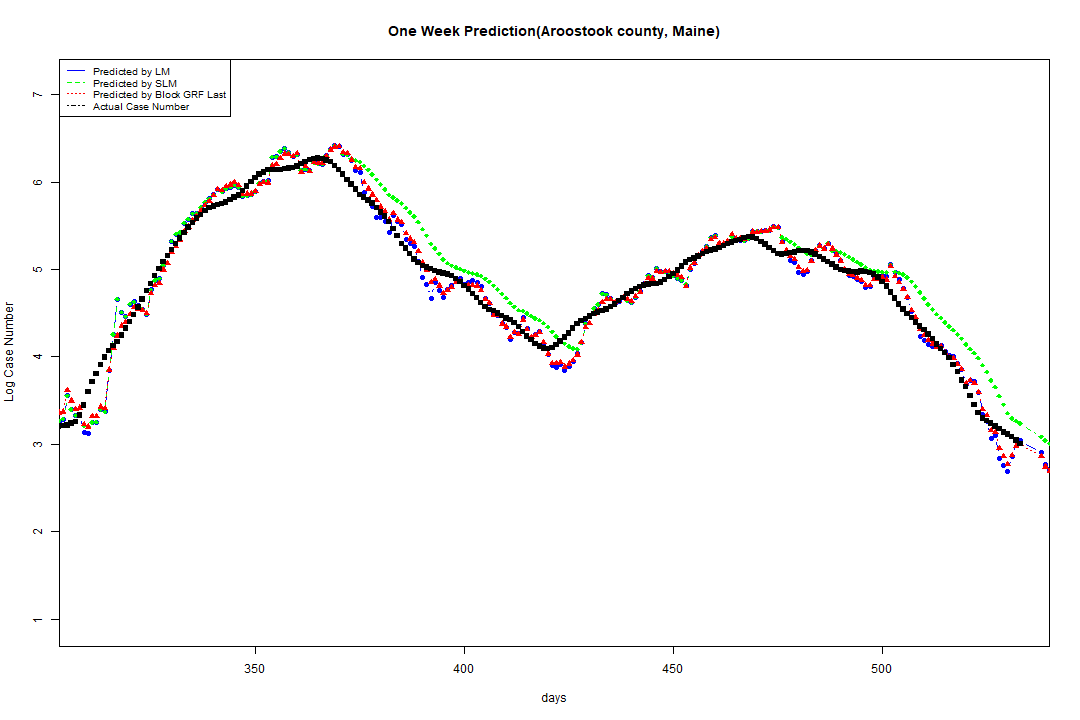 One Week Prediction(Aroostook county, Maine)
Predicted by LM
Predicted by SLM
Predicted by Block GRF Last
Actual Case Number
7
6
5
4
3
2
1
Log Case Number
350 400 450 500
days